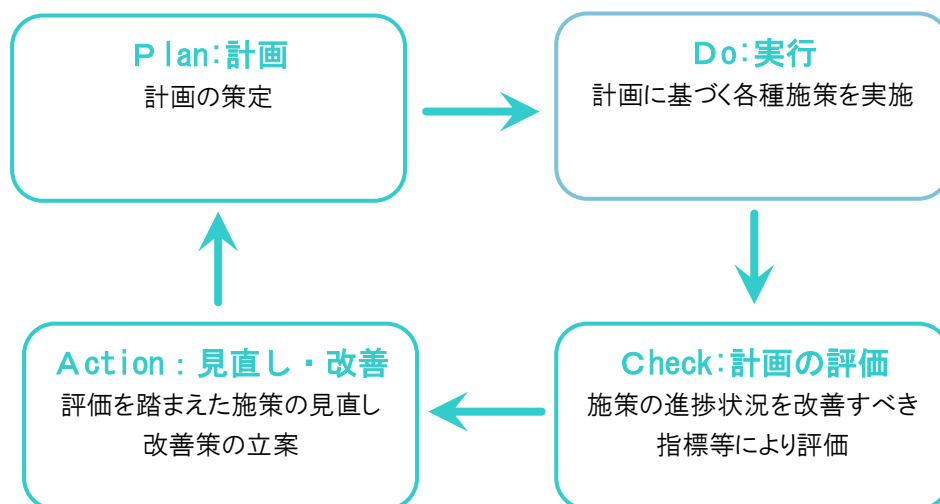 Plan:計画
計画の策定
Do:実行
計画に基づく各種施策を実施
Action：見直し・改善
評価を踏まえた施策の見直し
改善策の立案
Check:計画の評価
施策の進捗状況を改善すべき
指標等により評価